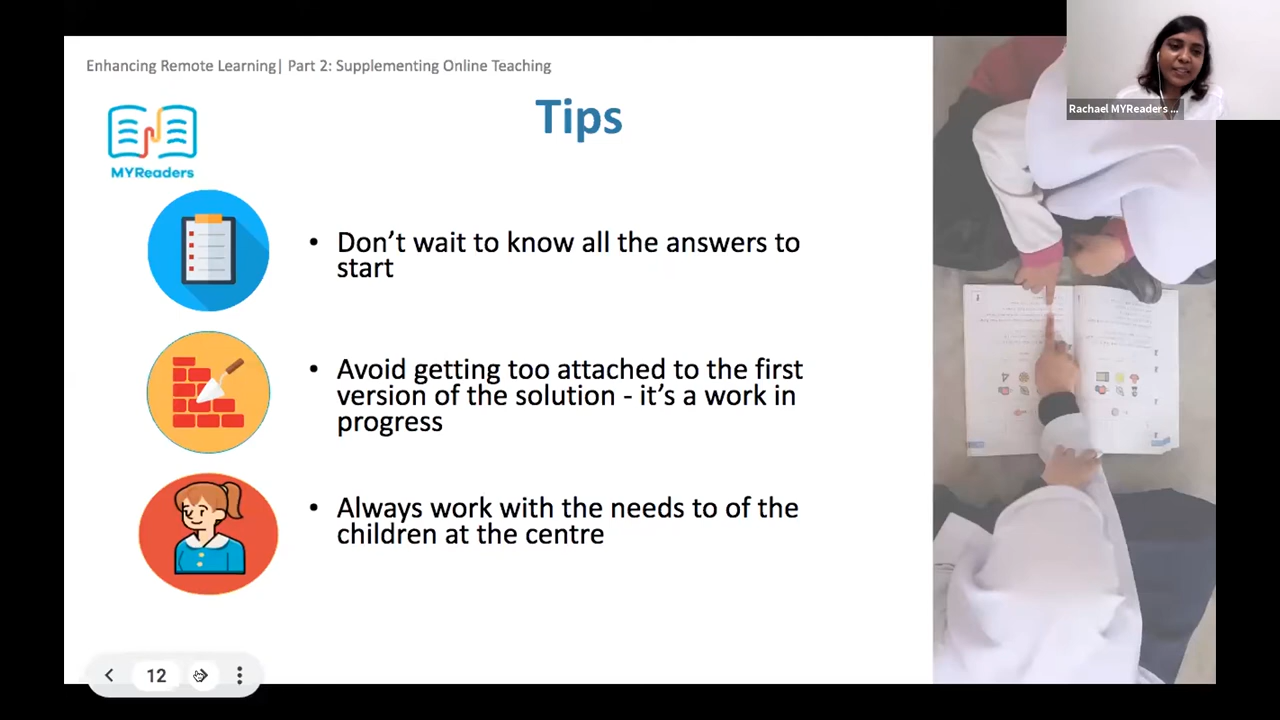 Enhancing Remote Learning| Part 2: Supplementing Online Teaching
Rachael MYReaders ...
MYReaders
Tips
• Don't wait to know all the answers to
start
• Avoid getting too attached to the first
version of the solution - it's a work in
progress
• Always work with the needs to of the
children at the centre
12